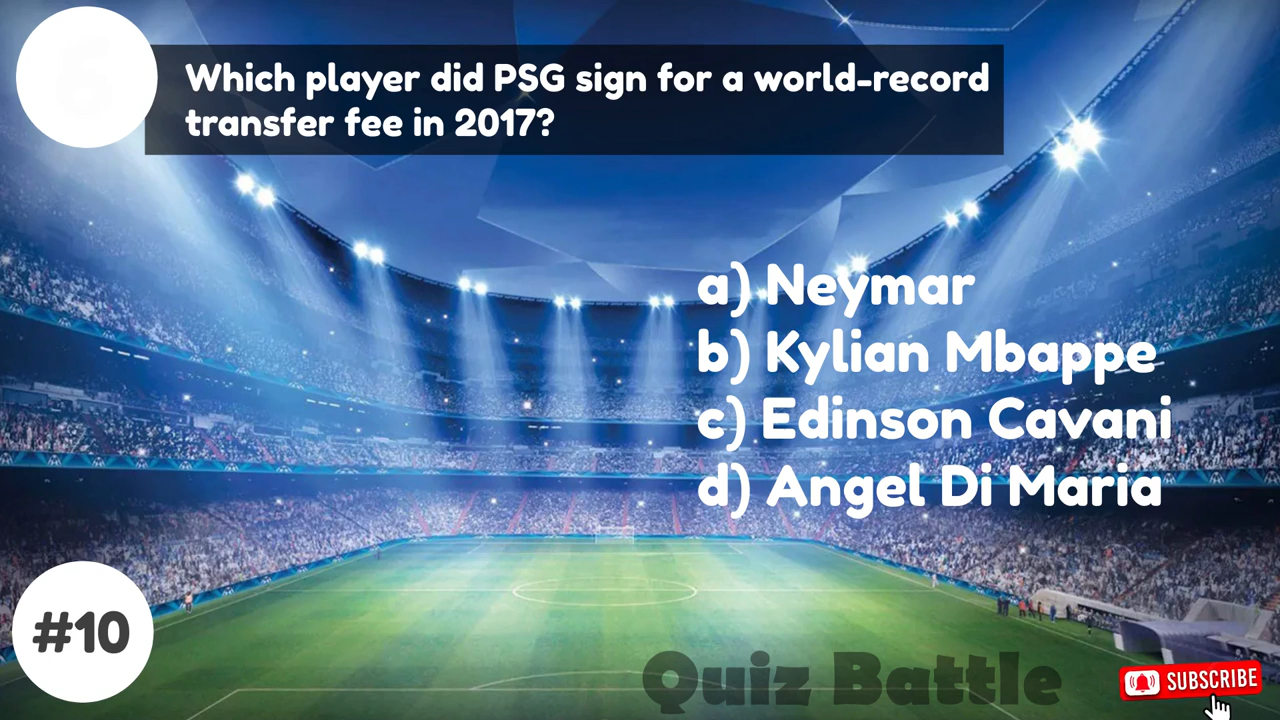 Which player did PSG sign for a world-record
transfer fee in 2017?
a) Neymar
b) Kylian Mbappe
c) Edinson Cavani
d) Angel Di Maria
#10
Quiz Battle
SUBSCRIBE